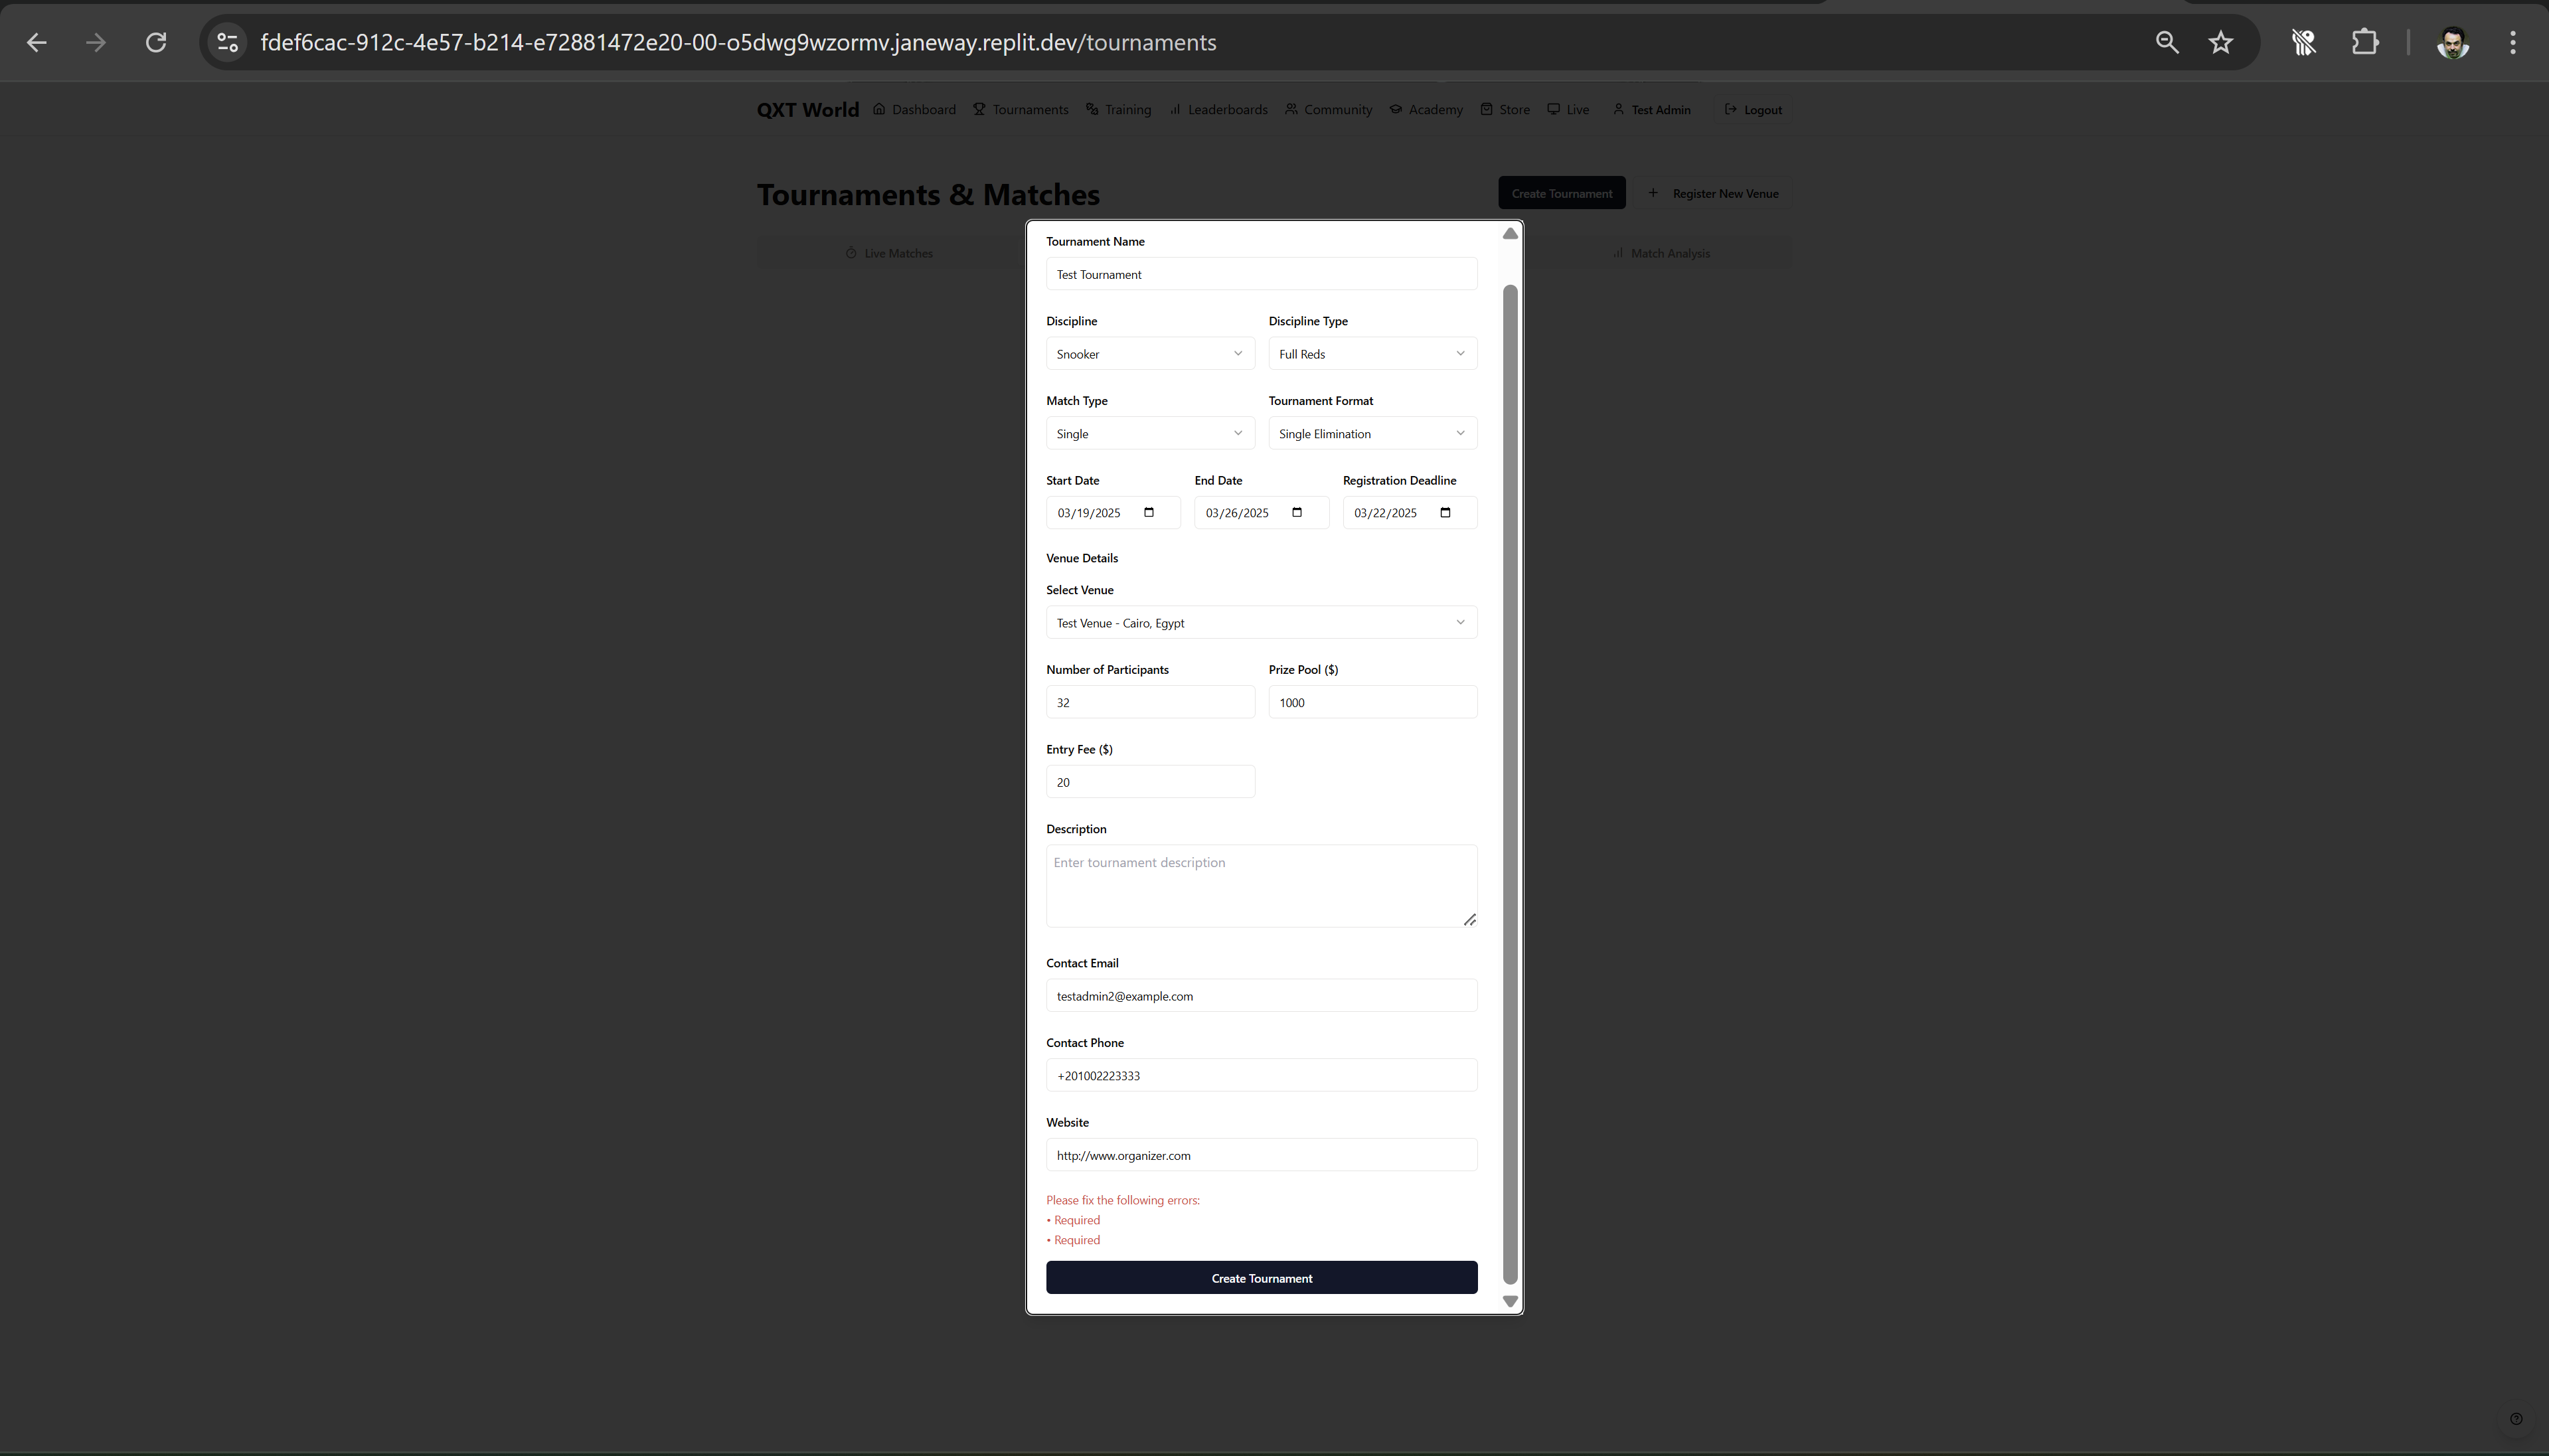 fdef6cac-912c-4e57-b214-e72881472e20-00-o5dwg9wzormv.janeway.replit.dev/tournaments
QXT World Dashboard Tournaments Training Leaderboards Community Academy Store Live Test Admin Logout
Tournaments & Matches Create Tournament + Register New Venue
Live Matches Match Analysis
Tournament Name
Test Tournament
Discipline Discipline Type
Snooker Full Reds
Match Type Tournament Format
Single Single Elimination
Start Date End Date Registration Deadline
03/19/2025 03/26/2025 03/22/2025
Venue Details
Select Venue
Test Venue - Cairo, Egypt
Number of Participants Prize Pool ($)
32 1000
Entry Fee ($)
20
Description
Enter tournament description
Contact Email
testadmin2@example.com
Contact Phone
+201002223333
Website
http://www.organizer.com
Please fix the following errors:
• Required
• Required
Create Tournament